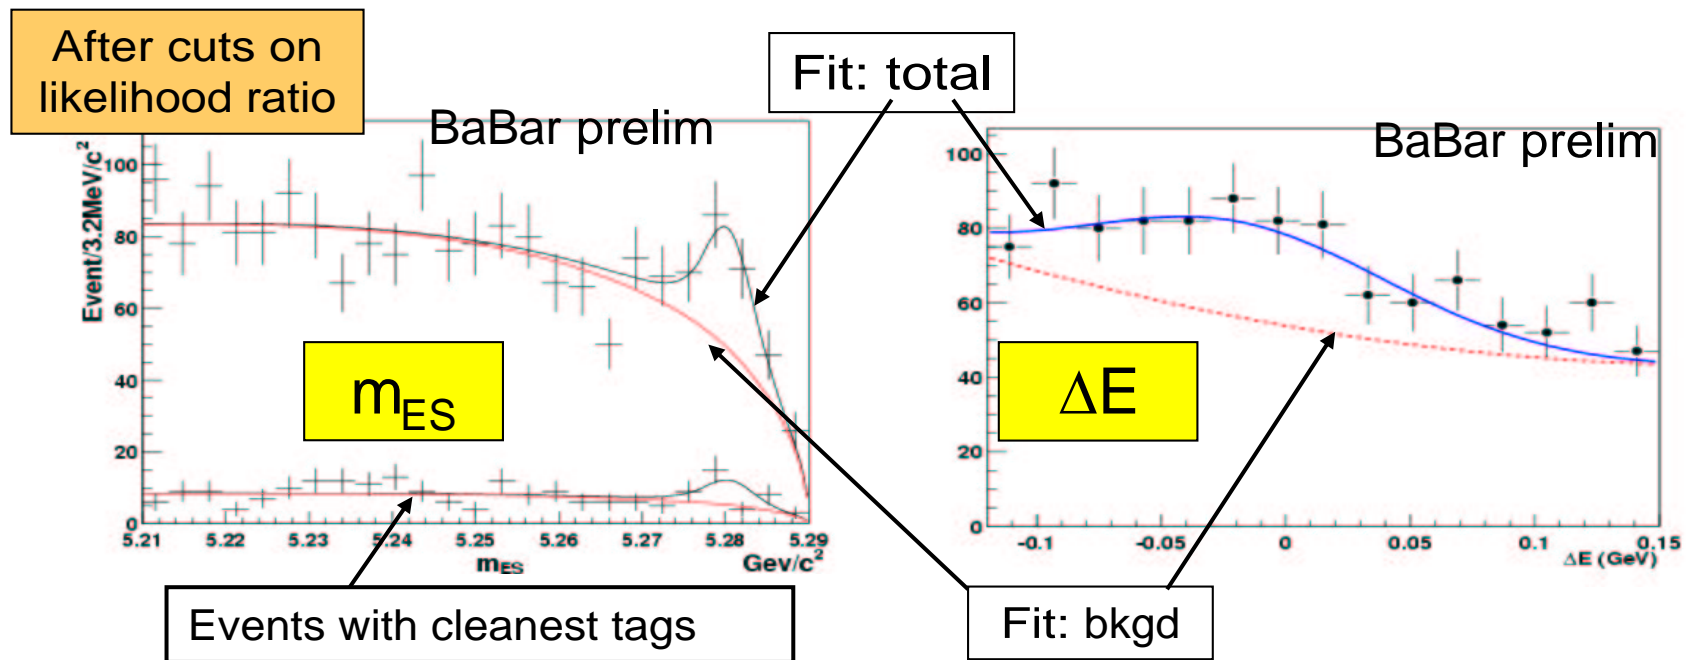 After cuts on
likelihood ratio
Fit: total
BaBar prelim
BaBar prelim
Event/3.2MeV/c²
100
80
60
40
20
0
mES
5.21
5.22
5.23
5.24
5.25
5.26
5.27
5.28
5.29
mES
Gev/c²
100
80
60
40
20
0
ΔE
-0.1
-0.05
0
0.05
0.1
0.15
ΔE (GeV)
Events with cleanest tags
Fit: bkgd